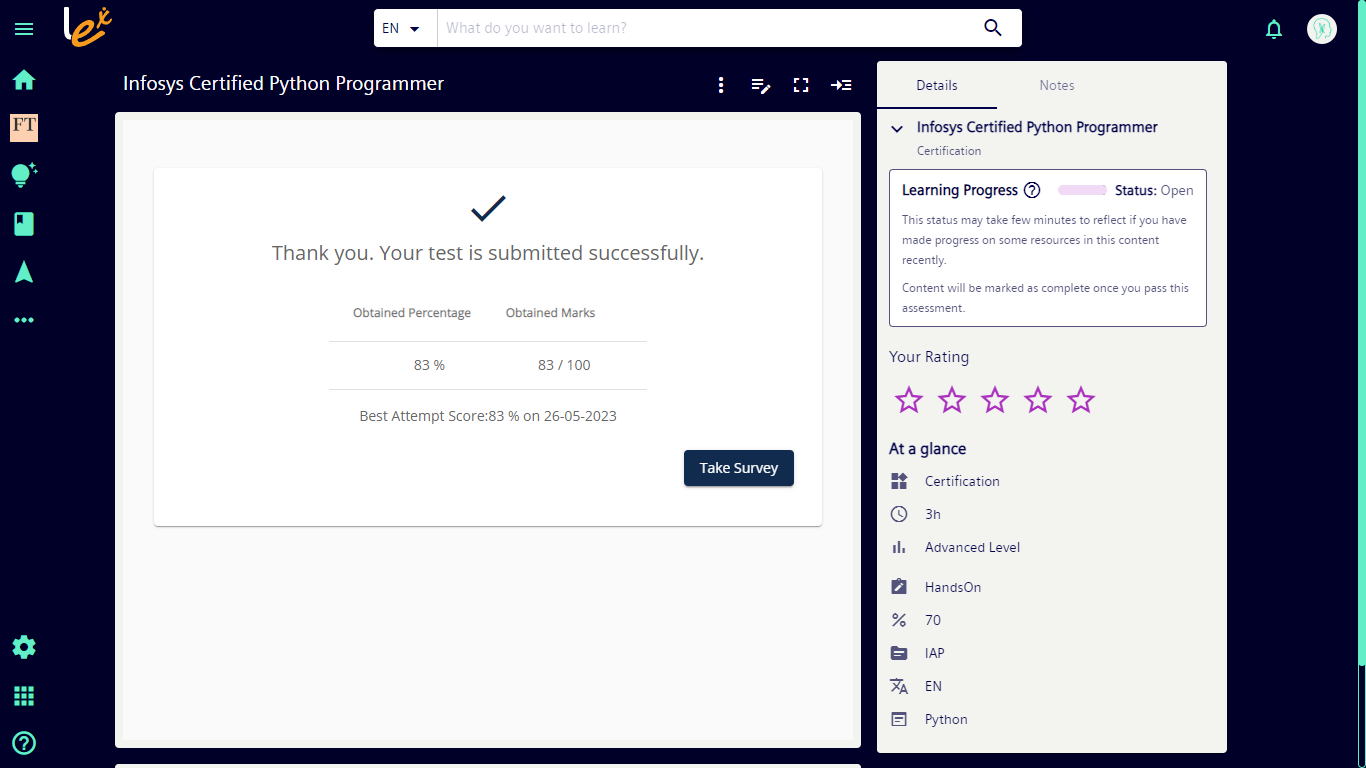 Lex
EN
What do you want to learn?
FT
Infosys Certified Python Programmer
Thank you. Your test is submitted successfully.
Obtained Percentage Obtained Marks
83 % 83 / 100
Best Attempt Score:83 % on 26-05-2023
Take Survey
Details Notes
Infosys Certified Python Programmer
Certification
Learning Progress Status: Open
This status may take few minutes to reflect if you have
made progress on some resources in this content
recently.
Content will be marked as complete once you pass this
assessment.
Your Rating
At a glance
Certification
3h
Advanced Level
HandsOn
70
IAP
EN
Python